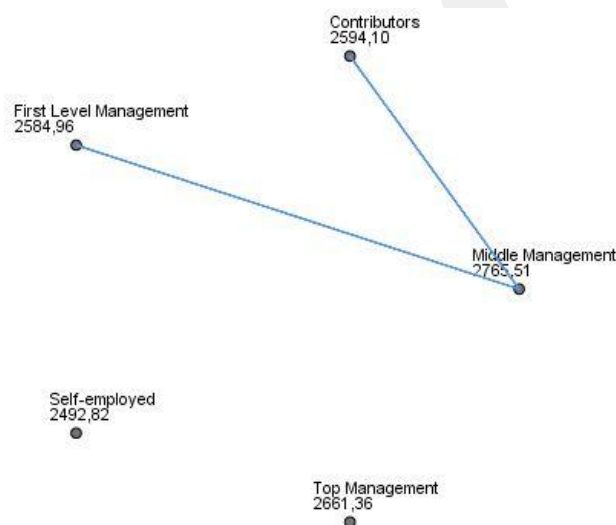 Contributors
2594,10
First Level Management
2584,96
Middle Management
2765,51
Self-employed
2492,82
Top Management
2661,36